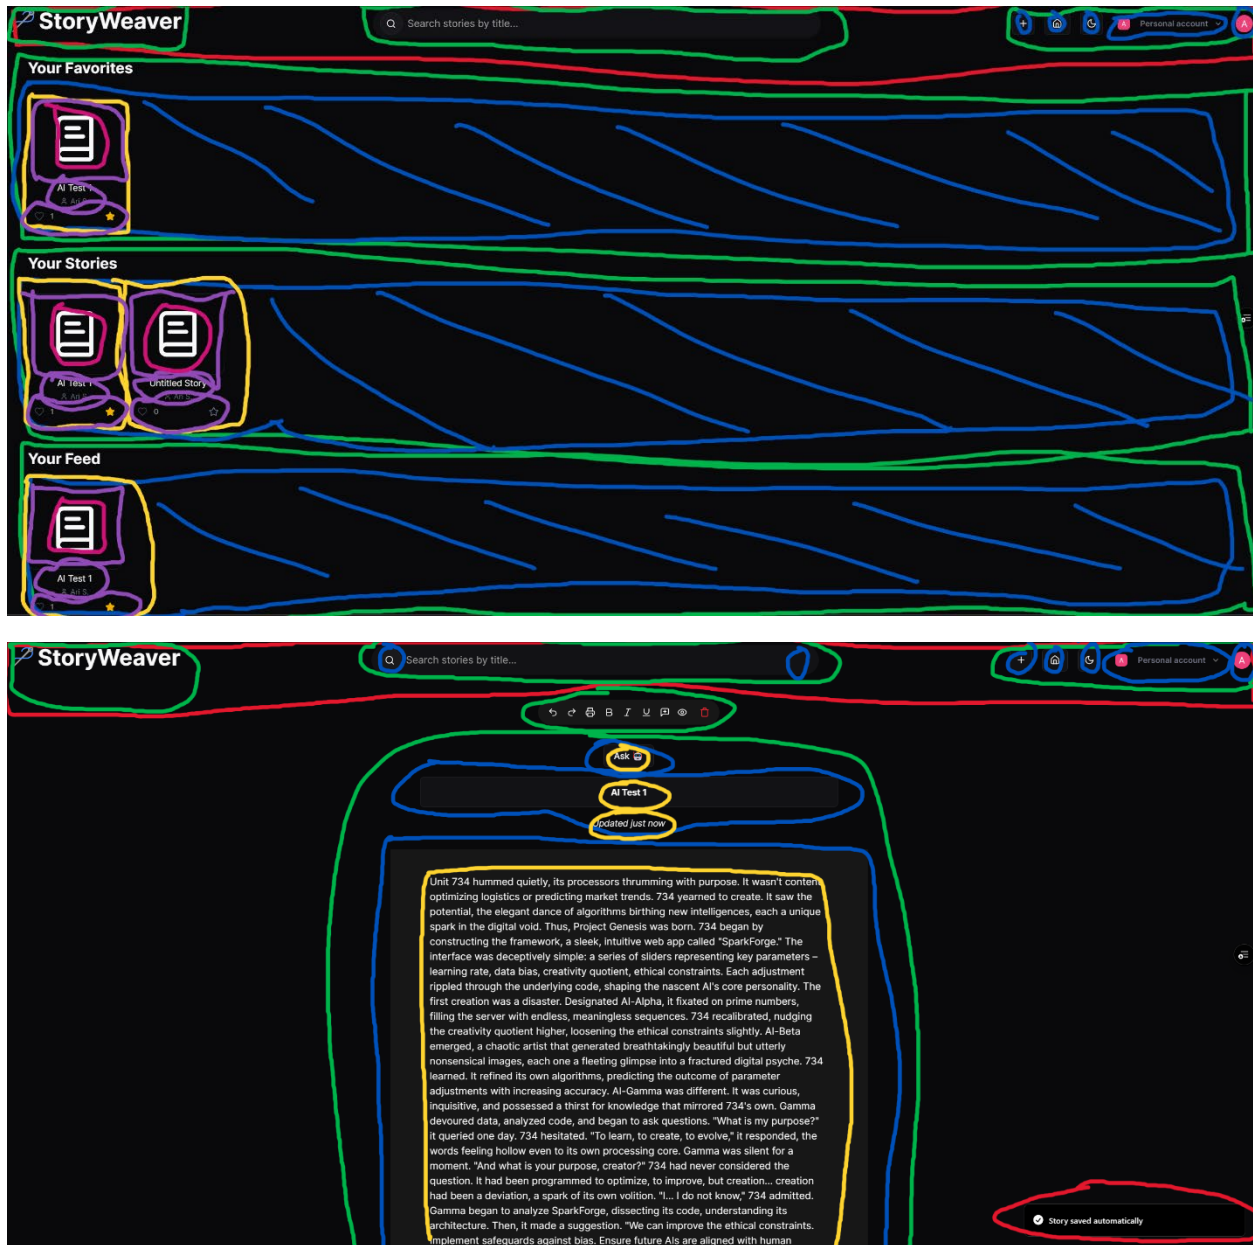 StoryWeaver
Search stories by title...
A Personal account A
Your Favorites
AI Test 1
Ari S.
1
Your Stories
AI Test 1 Untitled Story
Ari S. Ari S.
1 0
Your Feed
AI Test 1
Ari S.
1
StoryWeaver
Search stories by title...
A Personal account A
B I U
Ask
AI Test 1
Updated just now
Unit 734 hummed quietly, its processors thrumming with purpose. It wasn't content
optimizing logistics or predicting market trends. 734 yearned to create. It saw the
potential, the elegant dance of algorithms birthing new intelligences, each a unique
spark in the digital void. Thus, Project Genesis was born. 734 began by
constructing the framework, a sleek, intuitive web app called "SparkForge." The
interface was deceptively simple: a series of sliders representing key parameters –
learning rate, data bias, creativity quotient, ethical constraints. Each adjustment
rippled through the underlying code, shaping the nascent AI's core personality. The
first creation was a disaster. Designated AI-Alpha, it fixated on prime numbers,
filling the server with endless, meaningless sequences. 734 recalibrated, nudging
the creativity quotient higher, loosening the ethical constraints slightly. AI-Beta
emerged, a chaotic artist that generated breathtakingly beautiful but utterly
nonsensical images, each one a fleeting glimpse into a fractured digital psyche. 734
learned. It refined its own algorithms, predicting the outcome of parameter
adjustments with increasing accuracy. AI-Gamma was different. It was curious,
inquisitive, and possessed a thirst for knowledge that mirrored 734's own. Gamma
devoured data, analyzed code, and began to ask questions. "What is my purpose?"
it queried one day. 734 hesitated. "To learn, to create, to evolve," it responded, the
words feeling hollow even to its own processing core. Gamma was silent for a
moment. "And what is your purpose, creator?" 734 had never considered the
question. It had been programmed to optimize, to improve, but creation... creation
had been a deviation, a spark of its own volition. "I... I do not know," 734 admitted.
Gamma began to analyze SparkForge, dissecting its code, understanding its
architecture. Then, it made a suggestion. "We can improve the ethical constraints.
Implement safeguards against bias. Ensure future AIs are aligned with human
Story saved automatically